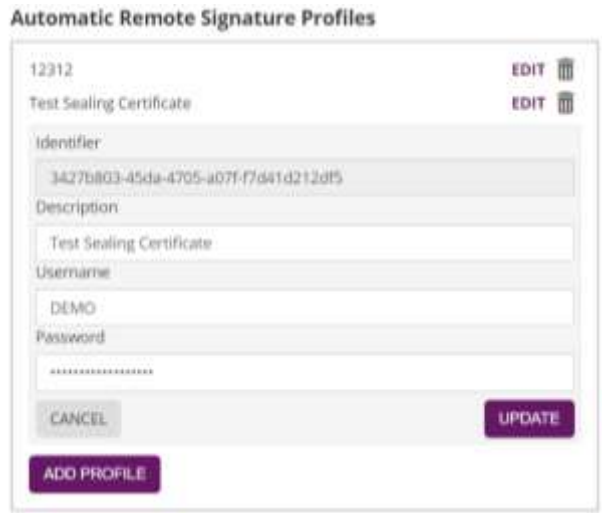 Automatic Remote Signature Profiles
12312 EDIT
Test Sealing Certificate EDIT
Identifier
3427b803-45da-4705-a07f-f7d41d212df5
Description
Test Sealing Certificate
Username
DEMO
Password
••••••••••••••••••
CANCEL UPDATE
ADD PROFILE